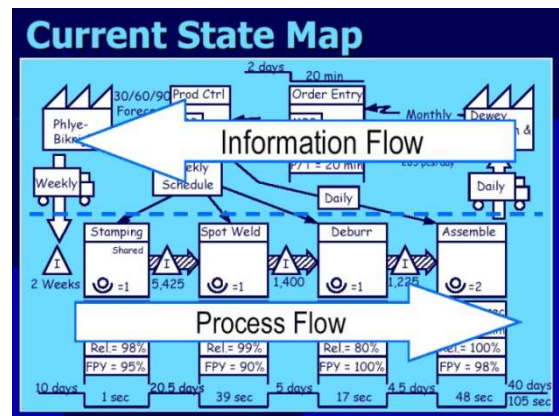 Current State Map
2 days
20 min
30/60/90
Prod Ctrl
Order Entry
Monthly
Dewey
Phlye-
Information Flow
P/T = 20 min
Weekly
Schedule
Daily
Daily
Stamping
Spot Weld
Deburr
Assemble
Shared
I
I
I
I
2 Weeks
=1
5,425
=1
1,400
=1
1,225
=2
Process Flow
Rel.= 98%
Rel.= 99%
Rel.= 80%
Rel.= 100%
FPY = 95%
FPY = 90%
FPY = 100%
FPY = 98%
10 days
20.5 days
5 days
4.5 days
40 days
1 sec
39 sec
17 sec
48 sec
105 sec